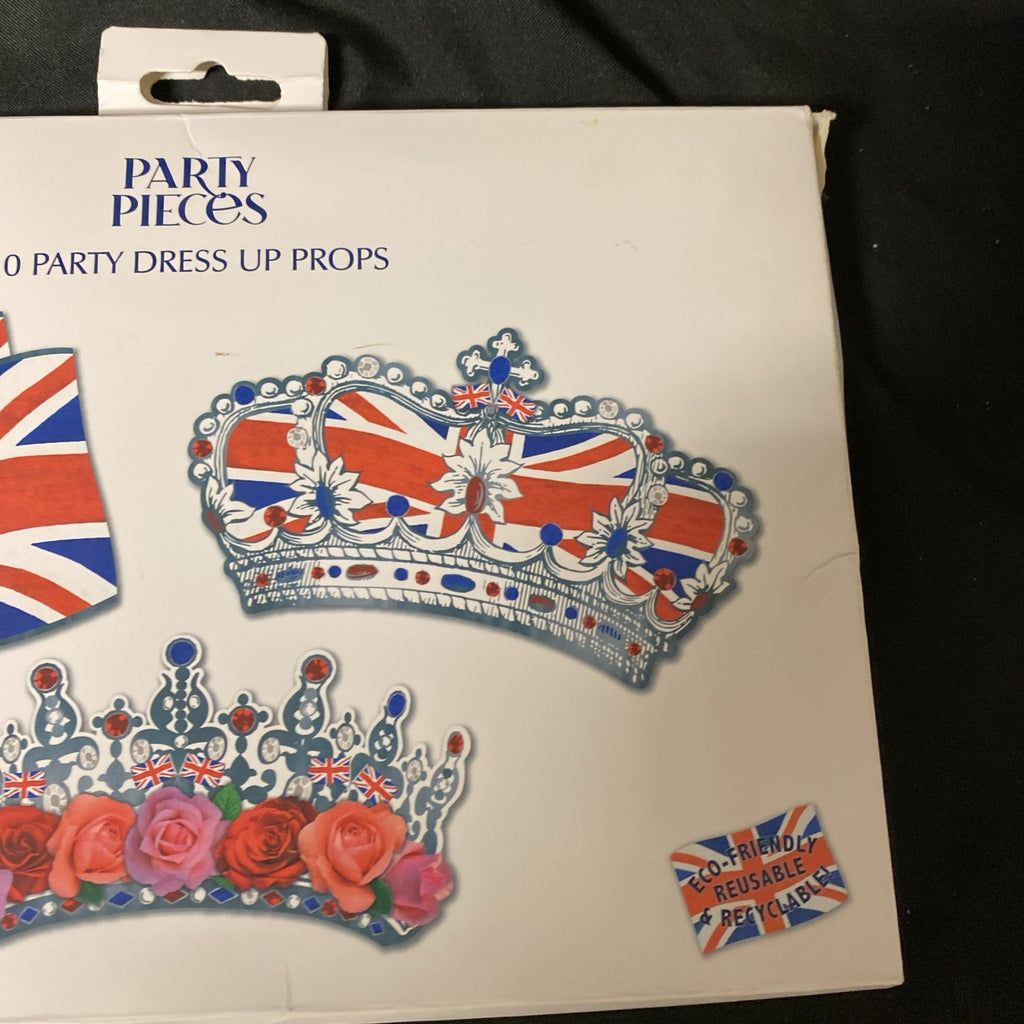 PARTY
PIECES
0 PARTY DRESS UP PROPS
ECO-FRIENDLY
REUSABLE
& RECYCLABLE!